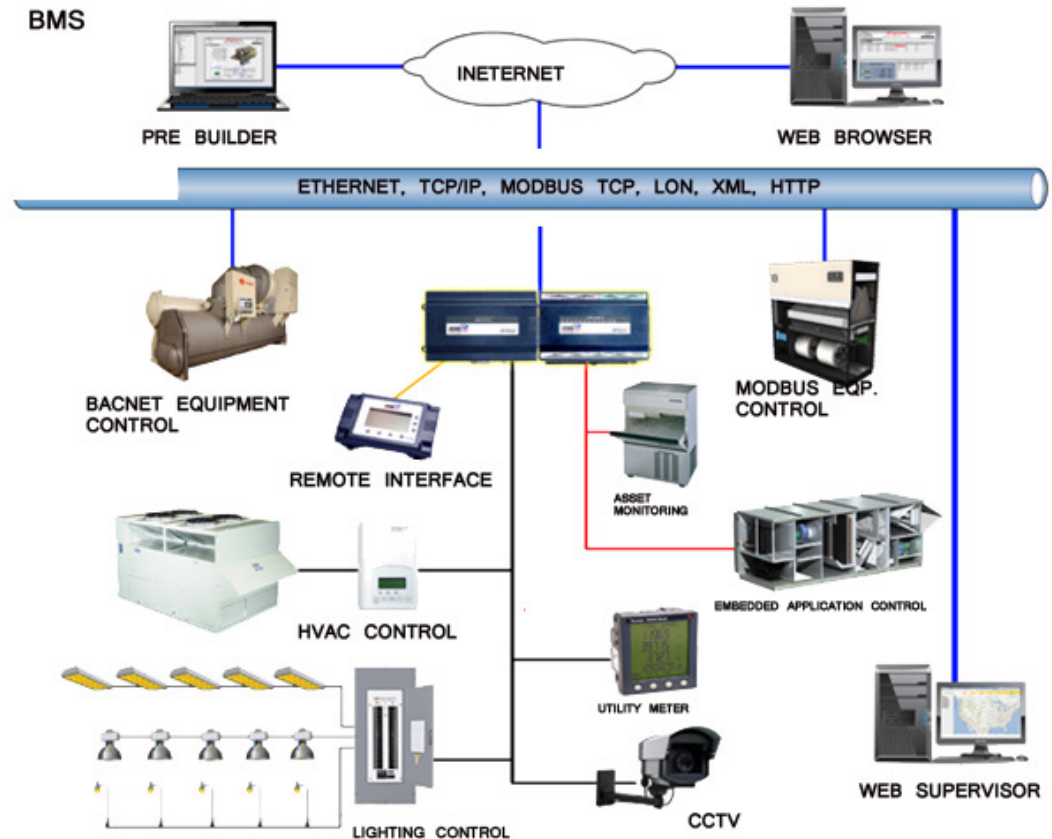 BMS
INETERNET
PRE BUILDER
WEB BROWSER
ETHERNET, TCP/IP, MODBUS TCP, LON, XML, HTTP
BACNET EQUIPMENT
CONTROL
MODBUS EQP.
CONTROL
REMOTE INTERFACE
ASSET
MONITORING
HVAC CONTROL
EMBEDDED APPLICATION CONTROL
UTILITY METER
LIGHTING CONTROL
CCTV
WEB SUPERVISOR